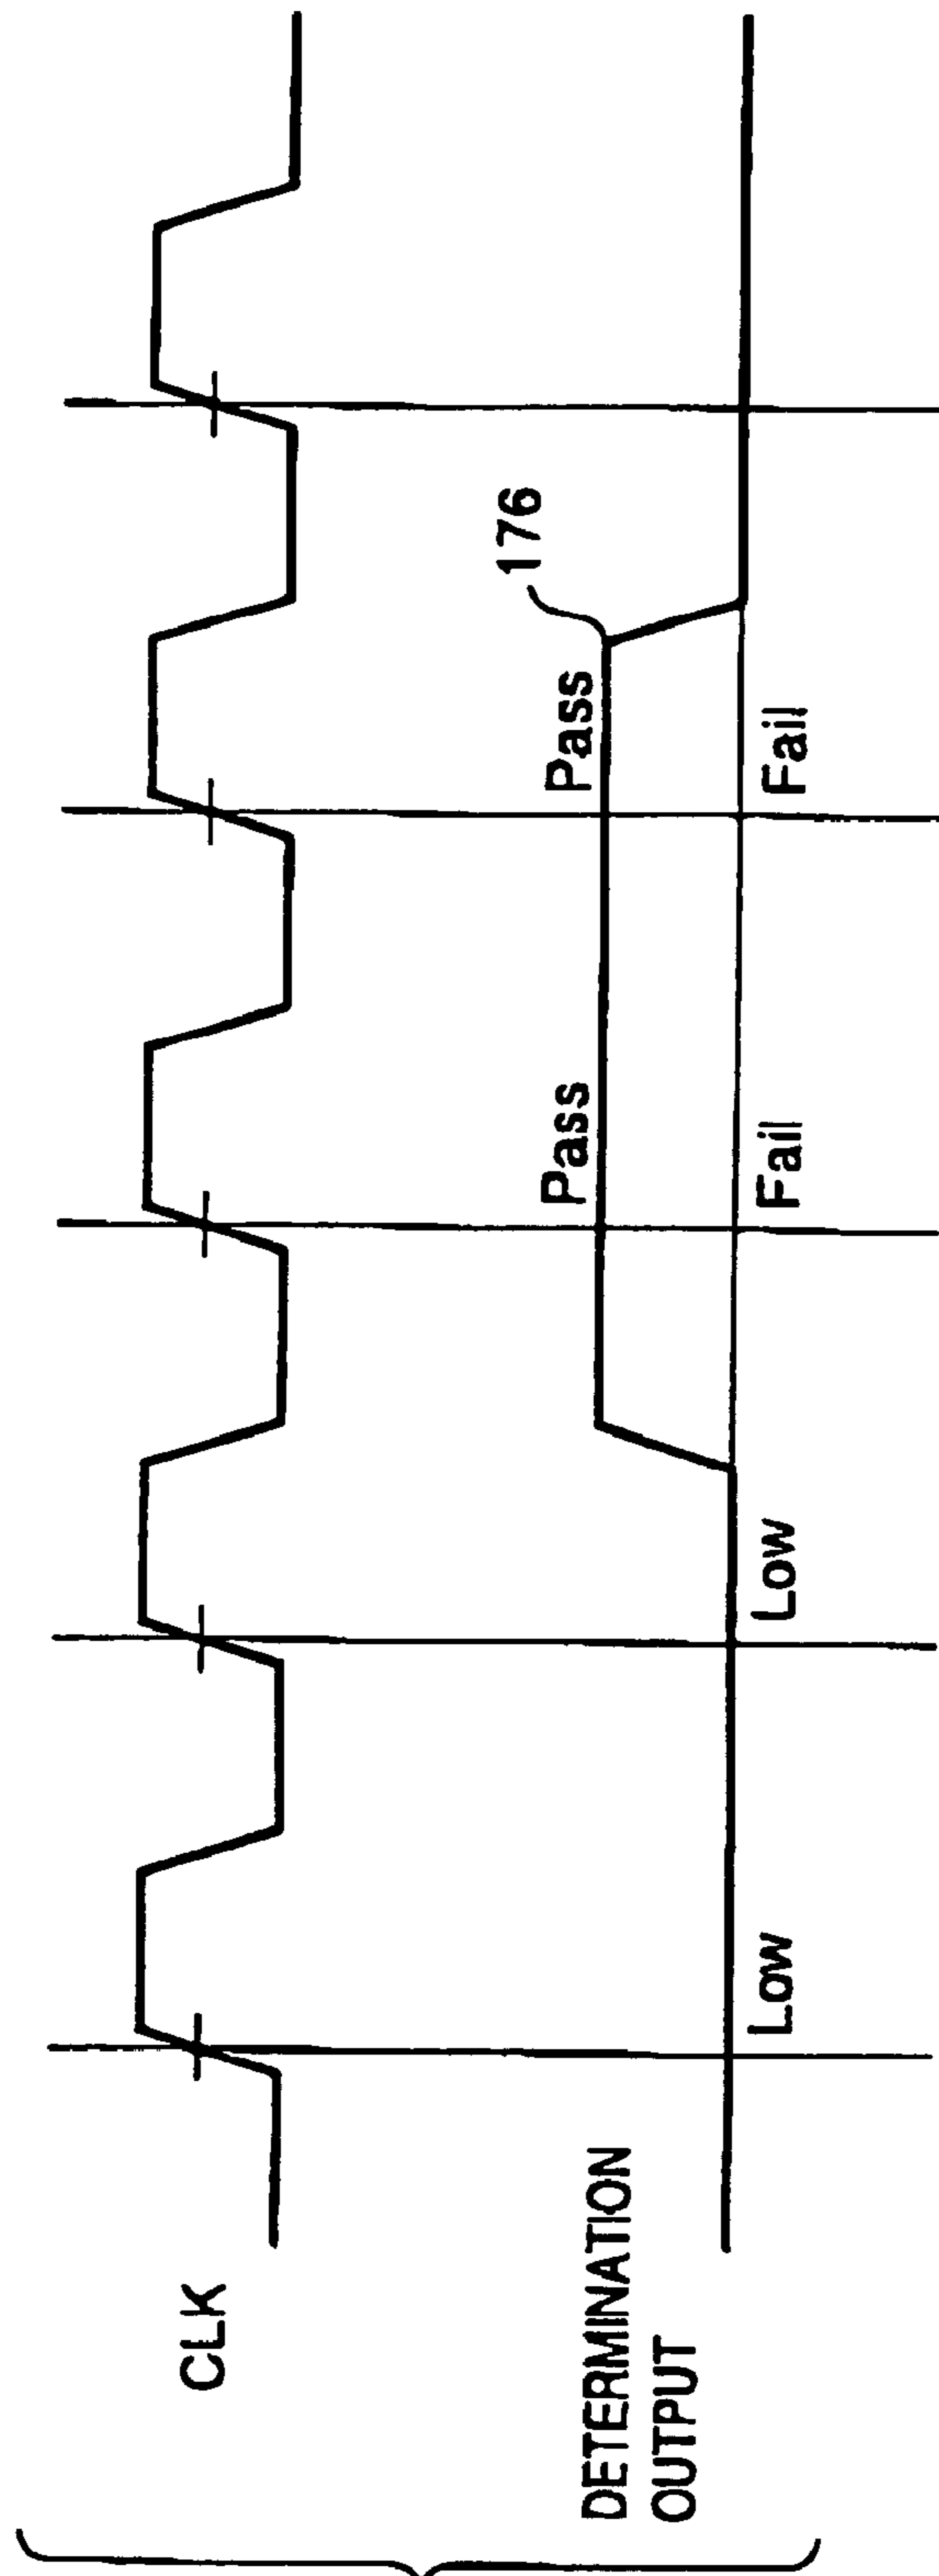 CLK
176
Pass
Pass
DETERMINATION
OUTPUT
Low
Low
Fail
Fail